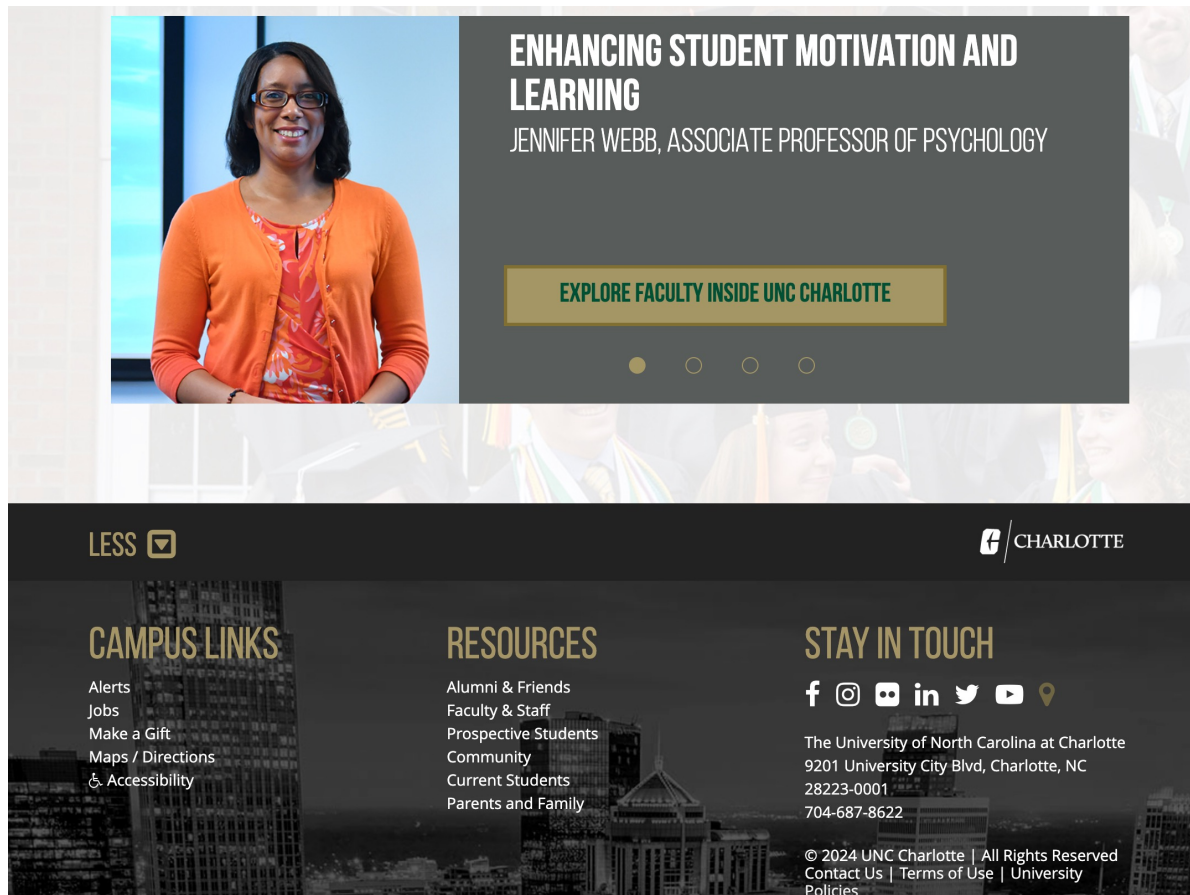 ENHANCING STUDENT MOTIVATION AND
LEARNING
JENNIFER WEBB, ASSOCIATE PROFESSOR OF PSYCHOLOGY
EXPLORE FACULTY INSIDE UNC CHARLOTTE
LESS
CHARLOTTE
CAMPUS LINKS
Alerts
Jobs
Make a Gift
Maps / Directions
Accessibility
RESOURCES
Alumni & Friends
Faculty & Staff
Prospective Students
Community
Current Students
Parents and Family
STAY IN TOUCH
The University of North Carolina at Charlotte
9201 University City Blvd, Charlotte, NC
28223-0001
704-687-8622
© 2024 UNC Charlotte | All Rights Reserved
Contact Us | Terms of Use | University
Policies